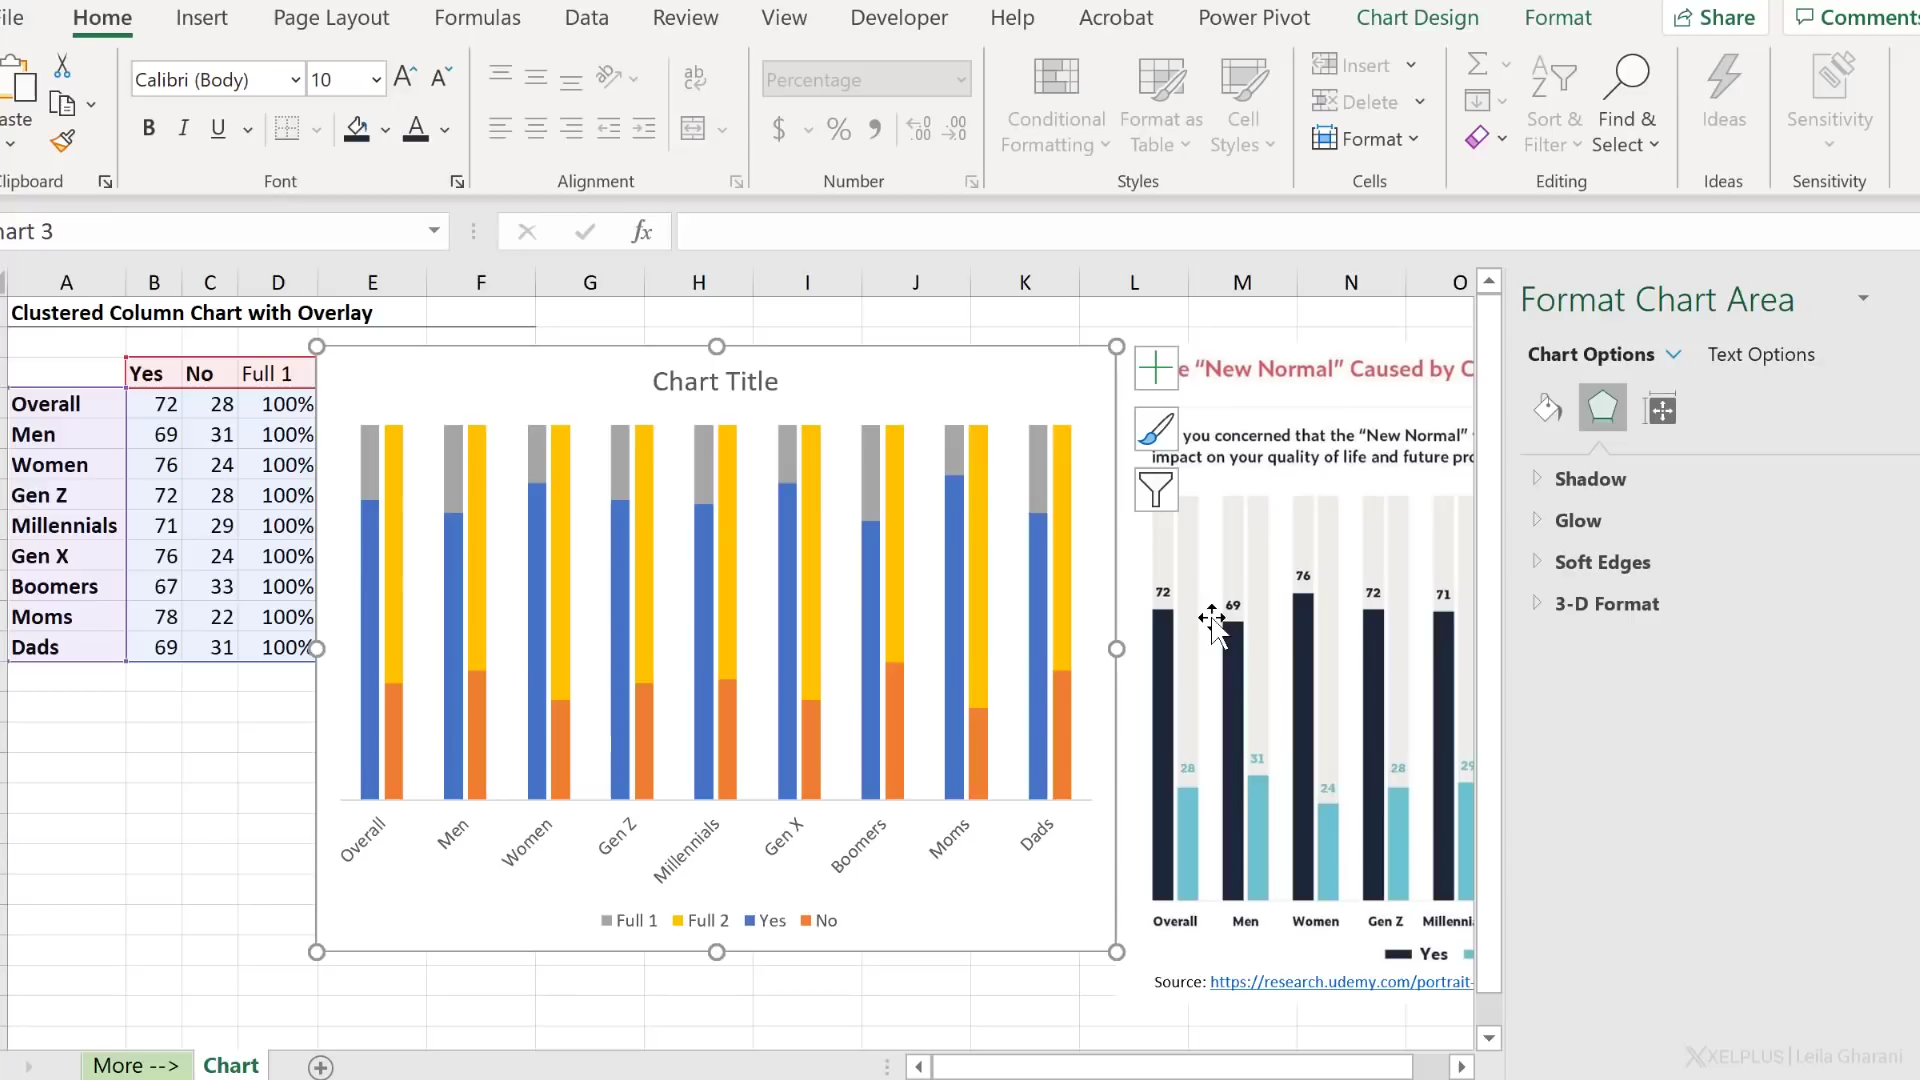 ile Home Insert Page Layout Formulas Data Review View Developer Help Acrobat Power Pivot Chart Design Format Share Comments
aste
Calibri (Body) 10
B I U
ab
Percentage
$ % 9
Conditional Formatting
Format as Table
Cell Styles
Insert
Delete
Format
Sort & Filter
Find & Select
Ideas
Sensitivity
lipboard Font Alignment Number Styles Cells Editing Ideas Sensitivity
hart 3 fx
A B C D E F G H I J K L M N O
Clustered Column Chart with Overlay
Yes No Full 1
Overall 72 28 100%
Men 69 31 100%
Women 76 24 100%
Gen Z 72 28 100%
Millennials 71 29 100%
Gen X 76 24 100%
Boomers 67 33 100%
Moms 78 22 100%
Dads 69 31 100%
Chart Title
Overall Men Women Gen Z Millennials Gen X Boomers Moms Dads
Full 1 Full 2 Yes No
e “New Normal” Caused by C
you concerned that the “New Normal”
impact on your quality of life and future pro
72 69 76 72 71
28 31 24 28 29
Overall Men Women Gen Z Millenni
Yes
Source: https://research.udemy.com/portrait-
Format Chart Area
Chart Options Text Options
Shadow
Glow
Soft Edges
3-D Format
More --> Chart
XELPLUS | Leila Gharani